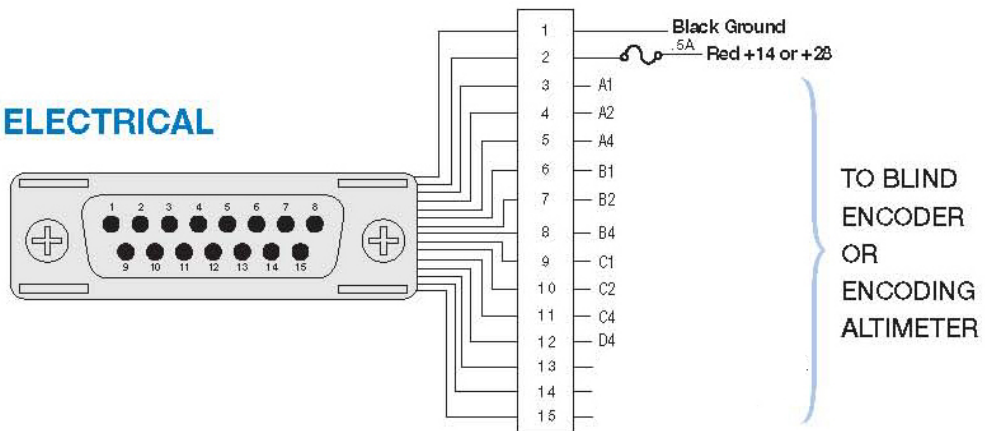 ELECTRICAL
1 2 3 4 5 6 7 8
9 10 11 12 13 14 15
1 Black Ground
2 .5A Red +14 or +28
3 A1
4 A2
5 A4
6 B1
7 B2
8 B4
9 C1
10 C2
11 C4
12 D4
13
14
15
TO BLIND
ENCODER
OR
ENCODING
ALTIMETER